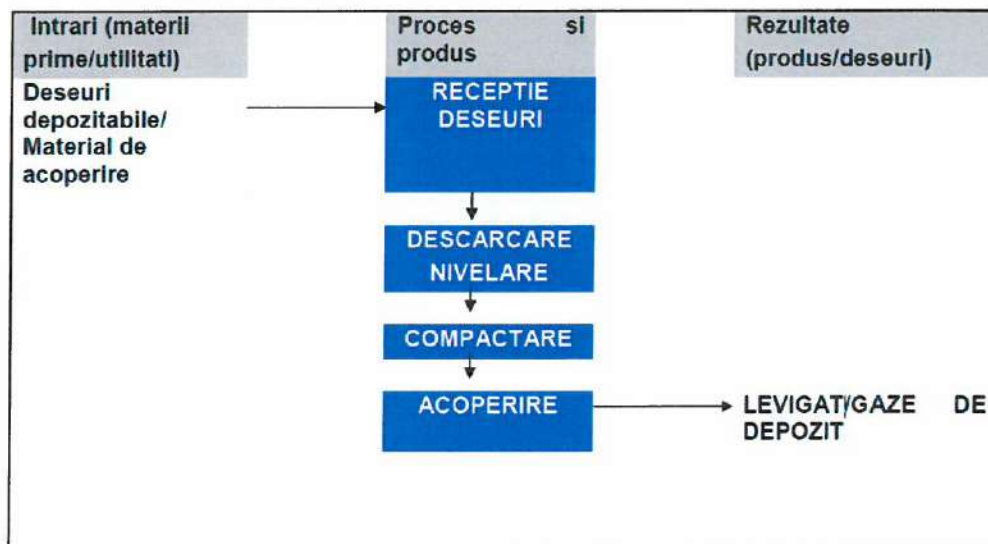 Intrari (materii
prime/utilitati)
Proces si
produs
Rezultate
(produs/deseuri)
Deseuri
depozitabile/
Material de
acoperire
RECEPTIE
DESEURI
DESCARCARE
NIVELARE
COMPACTARE
ACOPERIRE
LEVIGAT/GAZE DE
DEPOZIT